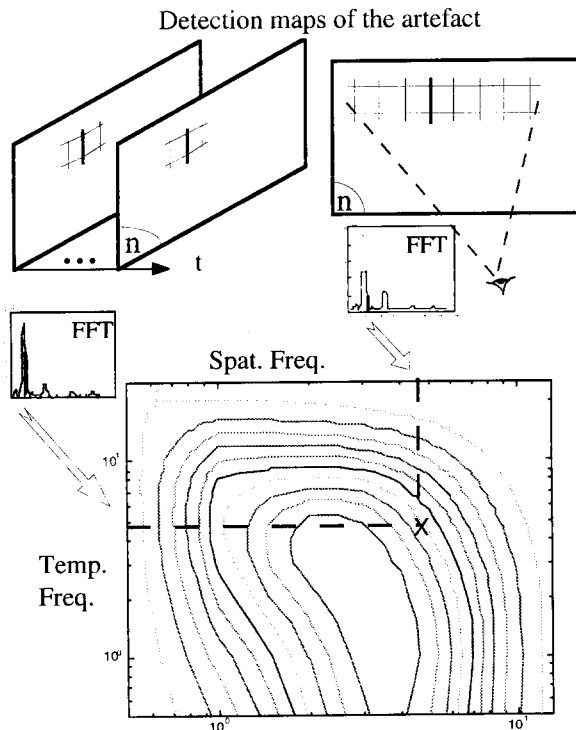 Detection maps of the artefact
n
t
n
FFT
FFT
Spat. Freq.
10¹
Temp.
Freq.
X
10⁰
10⁰
10¹